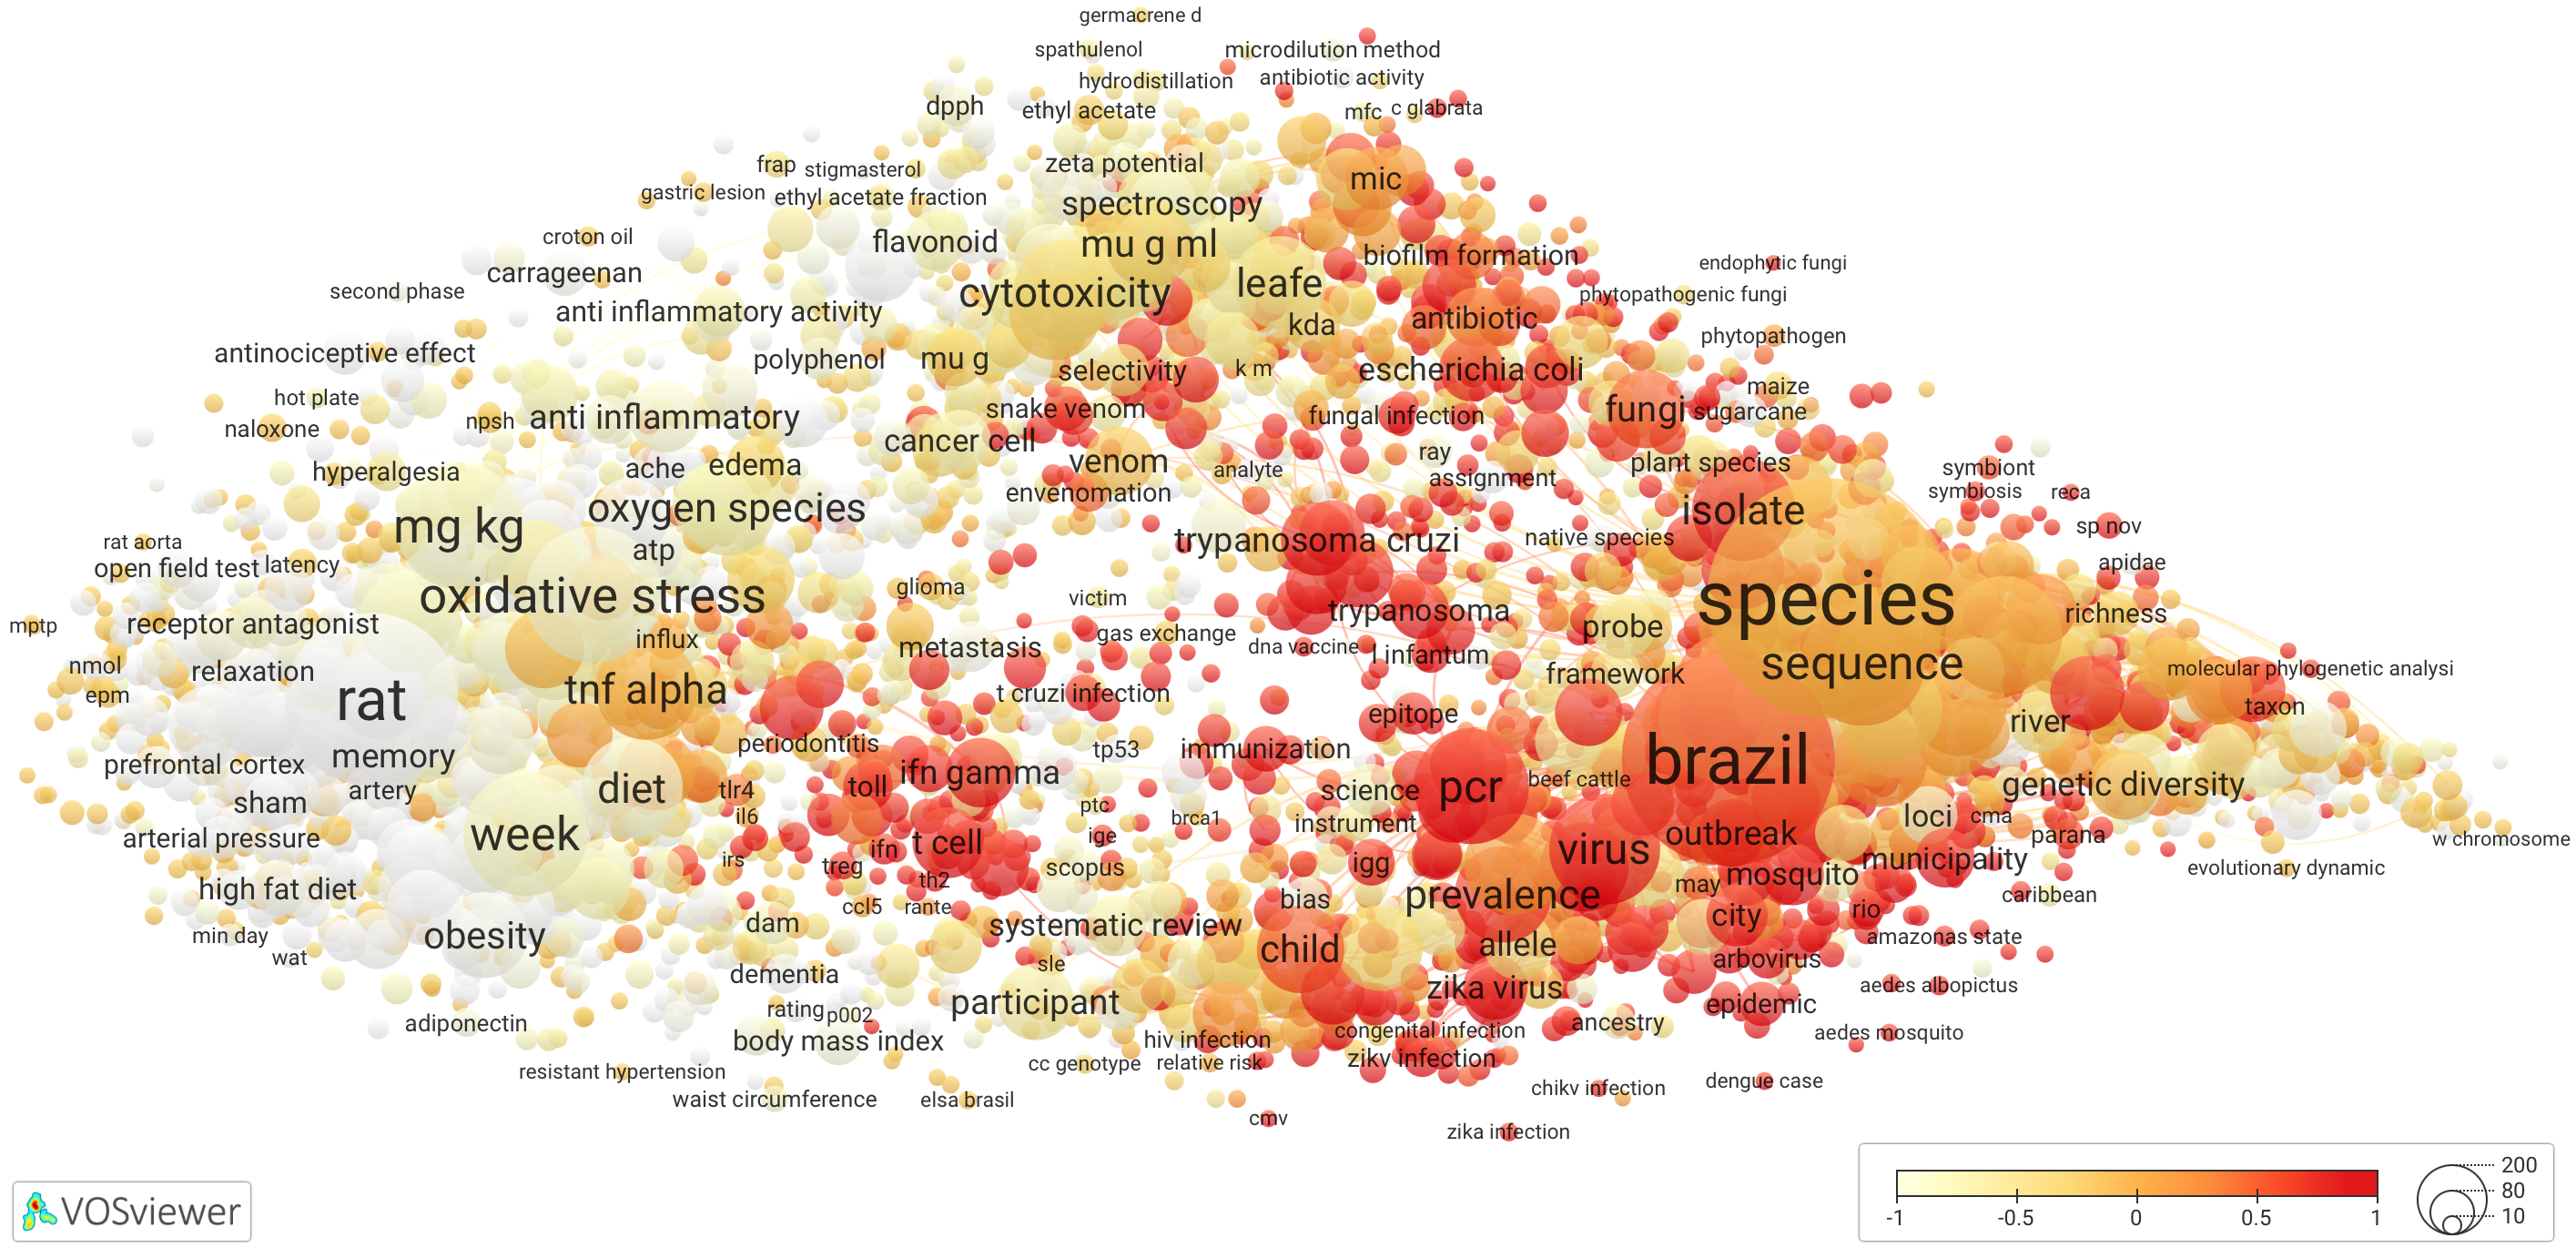 germacrene d
spathulenol
microdilution method
hydrodistillation
antibiotic activity
dpph
ethyl acetate
mfc
c glabrata
frap
stigmasterol
zeta potential
mic
gastric lesion
ethyl acetate fraction
spectroscopy
croton oil
flavonoid
mu g ml
biofilm formation
endophytic fungi
carrageenan
second phase
cytotoxicity
leafe
phytopathogenic fungi
anti inflammatory activity
kda
antibiotic
phytopathogen
antinociceptive effect
polyphenol
mu g
selectivity
k m
escherichia coli
maize
hot plate
snake venom
fungal infection
fungi
sugarcane
naloxone
npsh
anti inflammatory
cancer cell
ray
hyperalgesia
ache
edema
venom
analyte
assignment
plant species
symbiont
envenomation
symbiosis
reca
mg kg
oxygen species
isolate
sp nov
rat aorta
atp
trypanosoma cruzi
native species
open field test
latency
apidae
oxidative stress
glioma
victim
species
mptp
receptor antagonist
influx
metastasis
gas exchange
trypanosoma
probe
richness
dna vaccine
l infantum
nmol
relaxation
framework
sequence
molecular phylogenetic analysi
epm
rat
tnf alpha
t cruzi infection
epitope
taxon
river
periodontitis
tp53
immunization
memory
brazil
prefrontal cortex
ifn gamma
diet
toll
science
pcr
beef cattle
genetic diversity
artery
tlr4
sham
il6
ptc
brca1
instrument
loci
cma
arterial pressure
week
ige
outbreak
parana
w chromosome
irs
treg
ifn
t cell
scopus
igg
virus
municipality
evolutionary dynamic
high fat diet
th2
prevalence
may
mosquito
ccl5
rante
bias
caribbean
min day
obesity
dam
systematic review
child
allele
city
rio
amazonas state
wat
sle
dementia
arbovirus
zika virus
aedes albopictus
rating
p002
participant
epidemic
adiponectin
body mass index
hiv infection
congenital infection
ancestry
aedes mosquito
cc genotype
relative risk
zikv infection
resistant hypertension
waist circumference
elsa brasil
chikv infection
dengue case
cmv
zika infection
VOSviewer
-1
-0.5
0
0.5
1
200
80
10